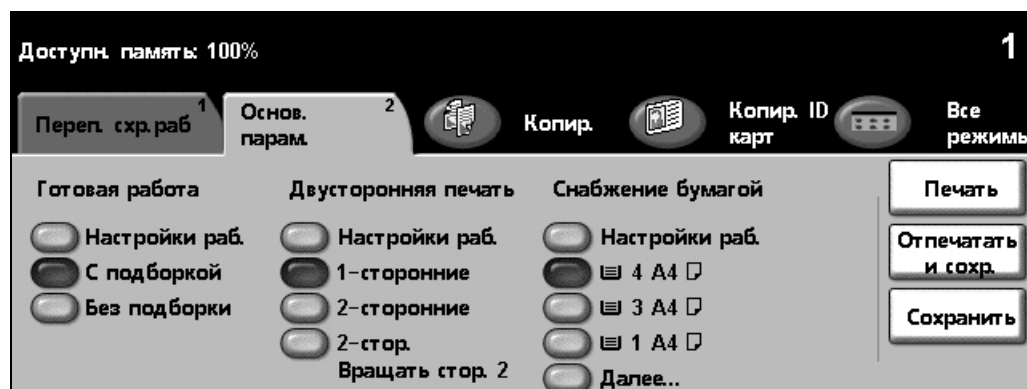 Доступн. память: 100%
1
Переп. схр.раб 1
Основ. 2
парам.
Копир.
Копир. ID
карт
Все
режимы
Готовая работа
Настройки раб.
С подборкой
Без подборки
Двусторонняя печать
Настройки раб.
1-сторонние
2-сторонние
2-стор.
Вращать стор. 2
Снабжение бумагой
Настройки раб.
4 A4
3 A4
1 A4
Далее...
Печать
Отпечатать
и сохр.
Сохранить